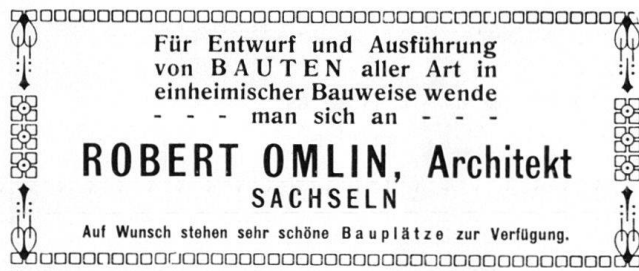 Für Entwurf und Ausführung
von BAUTEN aller Art in
einheimischer Bauweise wende
- - - man sich an - - -
ROBERT OMLIN, Architekt
SACHSELN
Auf Wunsch stehen sehr schöne Bauplätze zur Verfügung.